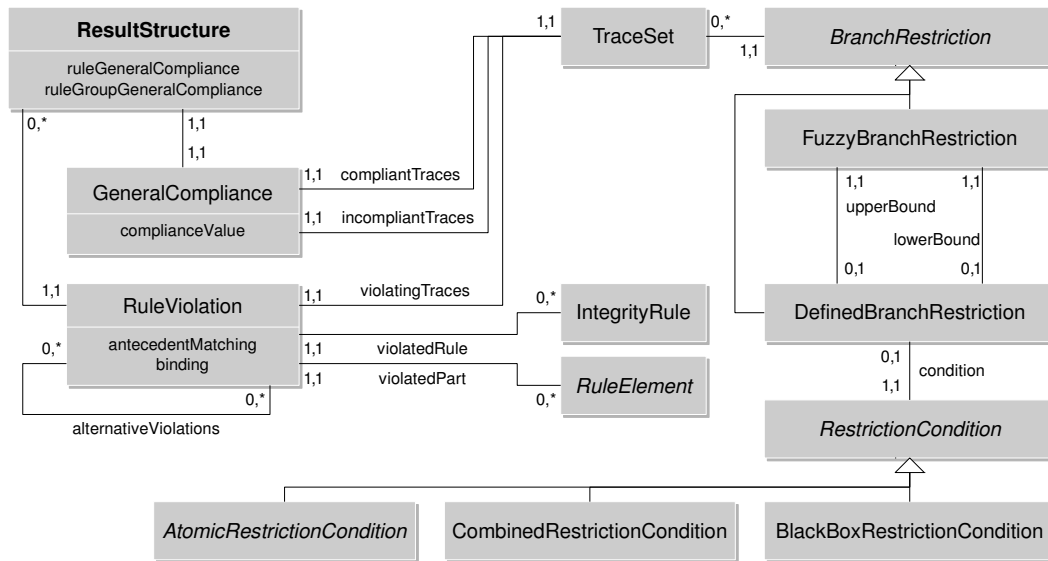 ResultStructure
ruleGeneralCompliance
ruleGroupGeneralCompliance
0,*
1,1
1,1
GeneralCompliance
complianceValue
1,1
compliantTraces
1,1
incompliantTraces
1,1
TraceSet
0,*
1,1
BranchRestriction
FuzzyBranchRestriction
1,1
1,1
upperBound
lowerBound
0,1
0,1
DefinedBranchRestriction
0,1
condition
1,1
RestrictionCondition
1,1
RuleViolation
antecedentMatching
binding
1,1
violatingTraces
0,*
IntegrityRule
1,1
violatedRule
1,1
violatedPart
0,*
RuleElement
0,*
0,*
alternativeViolations
AtomicRestrictionCondition
CombinedRestrictionCondition
BlackBoxRestrictionCondition